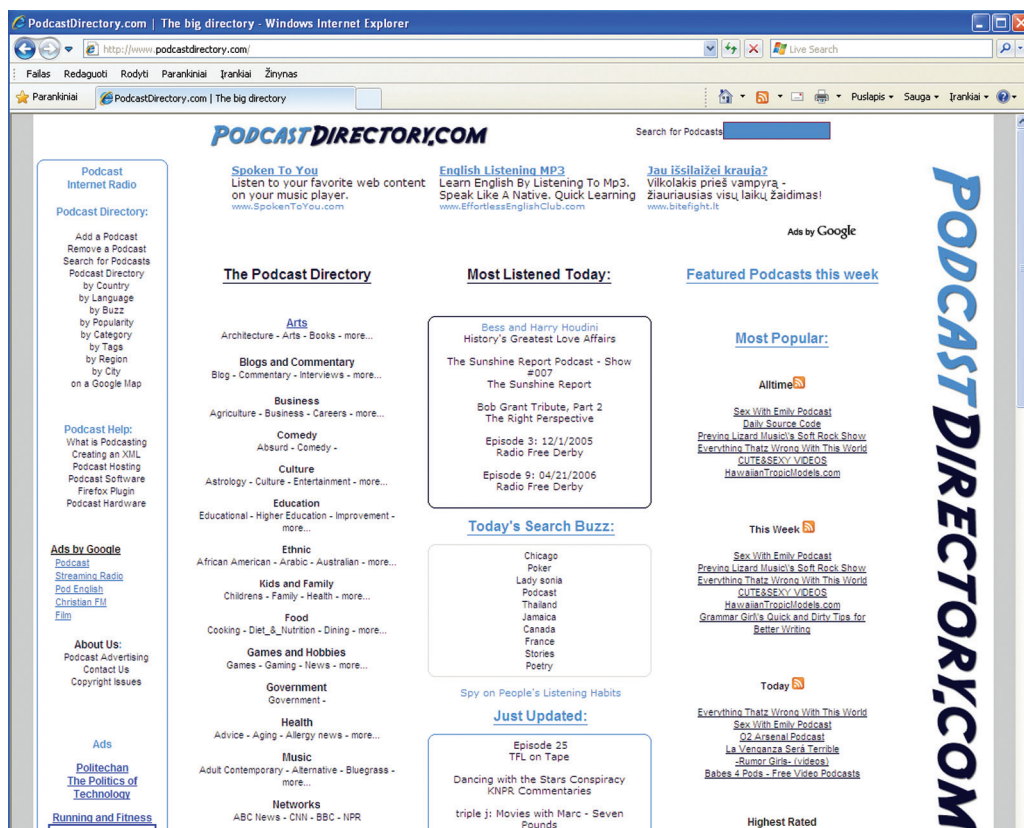 PodcastDirectory.com | The big directory - Windows Internet Explorer
http://www.podcastdirectory.com/
Live Search
Failas Redaguoti Rodyti Parankiniai Įrankiai Žinynas
Parankiniai
PodcastDirectory.com | The big directory
Puslapis
Sauga
Įrankiai
PODCASTDIRECTORY.COM
Search for Podcasts
Podcast
Internet Radio
Podcast Directory:
Add a Podcast
Remove a Podcast
Search for Podcasts
Podcast Directory
by Country
by Language
by Buzz
by Popularity
by Category
by Tags
by Region
by City
on a Google Map
Podcast Help:
What is Podcasting
Creating an XML
Podcast Hosting
Podcast Software
Firefox Plugin
Podcast Hardware
Ads by Google
Podcast
Streaming Radio
Pod English
Christian FM
Film
About Us:
Podcast Advertising
Contact Us
Copyright Issues
Ads
Politechan
The Politics of
Technology
Running and Fitness
Spoken To You
Listen to your favorite web content
on your music player.
www.SpokenToYou.com
English Listening MP3
Learn English By Listening To Mp3.
Speak Like A Native. Quick Learning
www.EffortlessEnglishClub.com
Jau išsilaižei kraują?
Vilkolakis prieš vampyrą -
žiauriausias visų laikų žaidimas!
www.bitefight.lt
Ads by Google
The Podcast Directory
Arts
Architecture - Arts - Books - more...
Blogs and Commentary
Blog - Commentary - Interviews - more...
Business
Agriculture - Business - Careers - more...
Comedy
Absurd - Comedy -
Culture
Astrology - Culture - Entertainment - more...
Education
Educational - Higher Education - Improvement -
more...
Ethnic
African American - Arabic - Australian - more...
Kids and Family
Childrens - Family - Health - more...
Food
Cooking - Diet_&_Nutrition - Dining - more...
Games and Hobbies
Games - Gaming - News - more...
Government
Government -
Health
Advice - Aging - Allergy news - more...
Music
Adult Contemporary - Alternative - Bluegrass -
more...
Networks
ABC News - CNN - BBC - NPR
Most Listened Today:
Bess and Harry Houdini
History's Greatest Love Affairs
The Sunshine Report Podcast - Show
#007
The Sunshine Report
Bob Grant Tribute, Part 2
The Right Perspective
Episode 3: 12/1/2005
Radio Free Derby
Episode 9: 04/21/2006
Radio Free Derby
Today's Search Buzz:
Chicago
Poker
Lady sonia
Podcast
Thailand
Jamaica
Canada
France
Stories
Poetry
Spy on People's Listening Habits
Just Updated:
Episode 25
TFL on Tape
Dancing with the Stars Conspiracy
KNPR Commentaries
triple j: Movies with Marc - Seven
Pounds
Featured Podcasts this week
Most Popular:
Alltime
Sex With Emily Podcast
Daily Source Code
Preying Lizard Music\'s Soft Rock Show
Everything Thatz Wrong With This World
CUTE&SEXY VIDEOS
HawaiianTropicModels.com
This Week
Sex With Emily Podcast
Preying Lizard Music\'s Soft Rock Show
Everything Thatz Wrong With This World
CUTE&SEXY VIDEOS
HawaiianTropicModels.com
Grammar Girl\'s Quick and Dirty Tips for
Better Writing
Today
Everything Thatz Wrong With This World
Sex With Emily Podcast
O2 Arsenal Podcast
La Venganza Será Terrible
-Rumor Girls- (videos)
Babes 4 Pods - Free Video Podcasts
Highest Rated
PODCASTDIRECTORY.COM